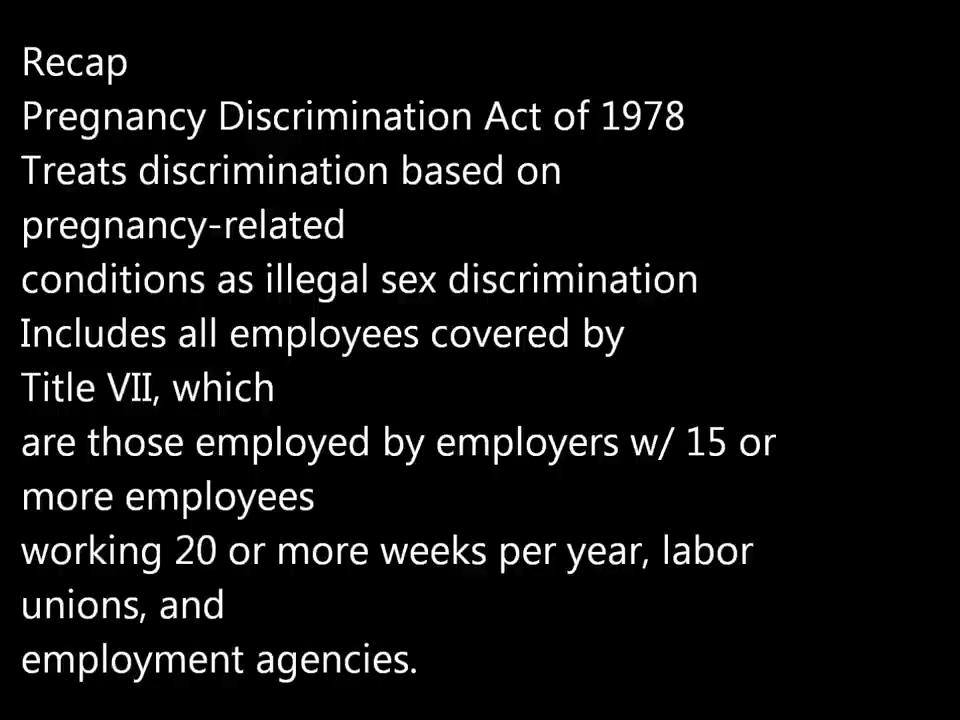 Recap
Pregnancy Discrimination Act of 1978
Treats discrimination based on
pregnancy-related
conditions as illegal sex discrimination
Includes all employees covered by
Title VII, which
are those employed by employers w/ 15 or
more employees
working 20 or more weeks per year, labor
unions, and
employment agencies.